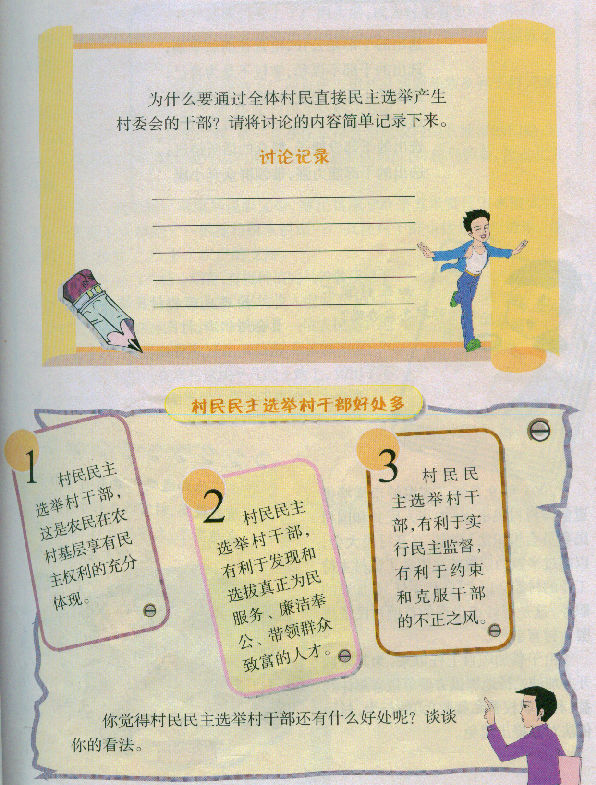 为什么要通过全体村民直接民主选举产生
村委会的干部？请将讨论的内容简单记录下来。
讨论记录
村民民主选举村干部好处多
1
村民民主
选举村干部，
这是农民在农
村基层享有民
主权利的充分
体现。
2
村民民主
选举村干部，
有利于发现和
选拔真正为民
服务、廉洁奉
公、带领群众
致富的人才。
3
村民民
主选举村干
部，有利于实
行民主监督，
有利于约束
和克服干部
的不正之风。
你觉得村民民主选举村干部还有什么好处呢？谈谈
你的看法。